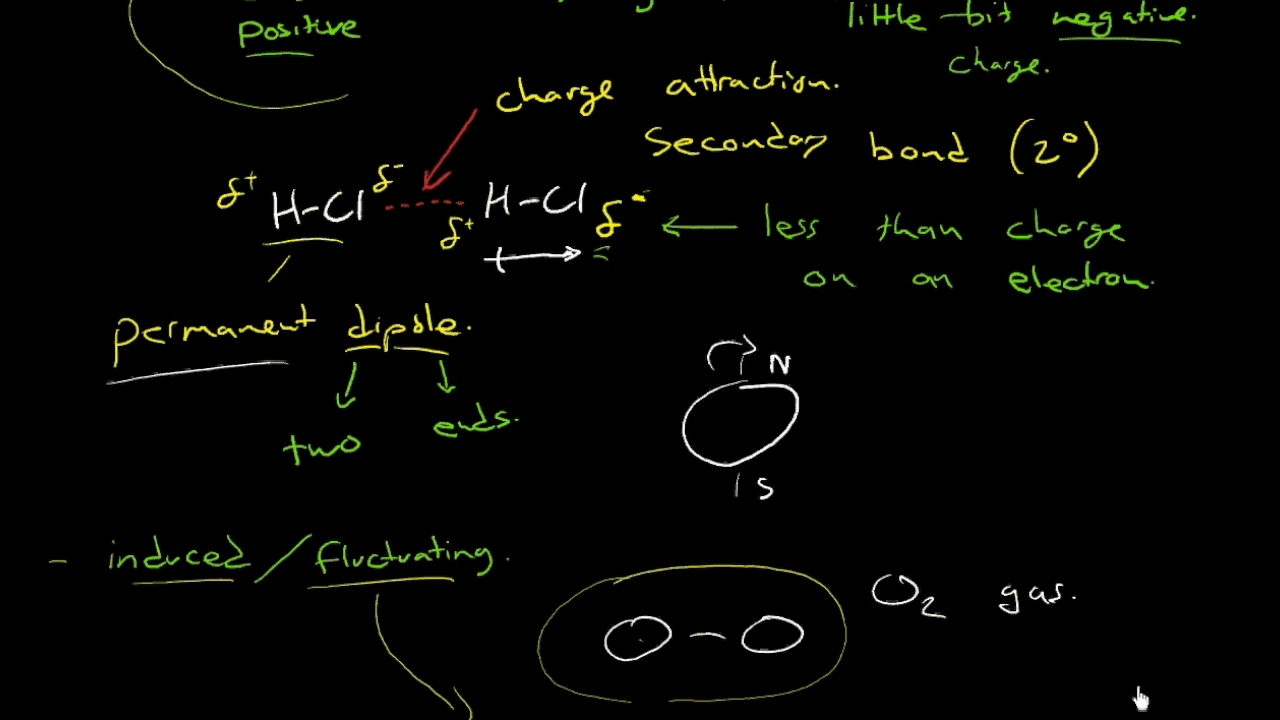 little bit negative.
positive
charge.
charge attraction.
Secondary bond (2°)
δ+ H-Cl δ- δ+ H-Cl δ-
less than charge
on an electron.
permanent dipole.
N
two ends.
S
- induced / fluctuating.
O2 gas.
O - O